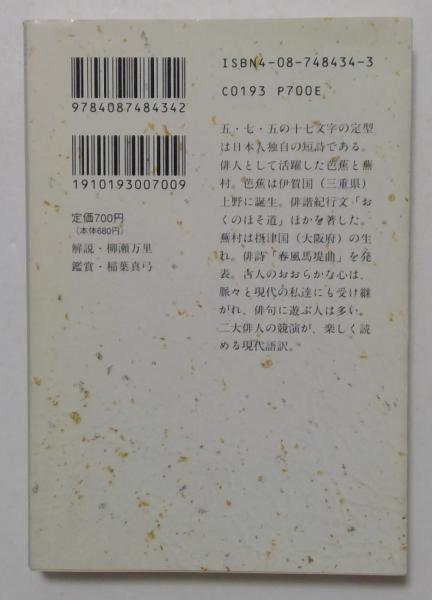 ISBN4-08-748434-3
C0193 P700E
9784087484342
1910193007009
定価700円
(本体680円)
解説・柳瀬万里
鑑賞・稲葉真弓
五・七・五の十七文字の定型
は日本人独自の短詩である。
俳人として活躍した芭蕉と蕪
村。芭蕉は伊賀国（三重県）
上野に誕生。俳諧紀行文「お
くのほそ道」ほかを著した。
蕪村は摂津国（大阪府）の生
れ。俳詩「春風馬堤曲」を発
表。古人のおおらかな心は、
脈々と現代の私達にも受け継
がれ、俳句に遊ぶ人は多い。
二大俳人の競演が、楽しく読
める現代語訳。